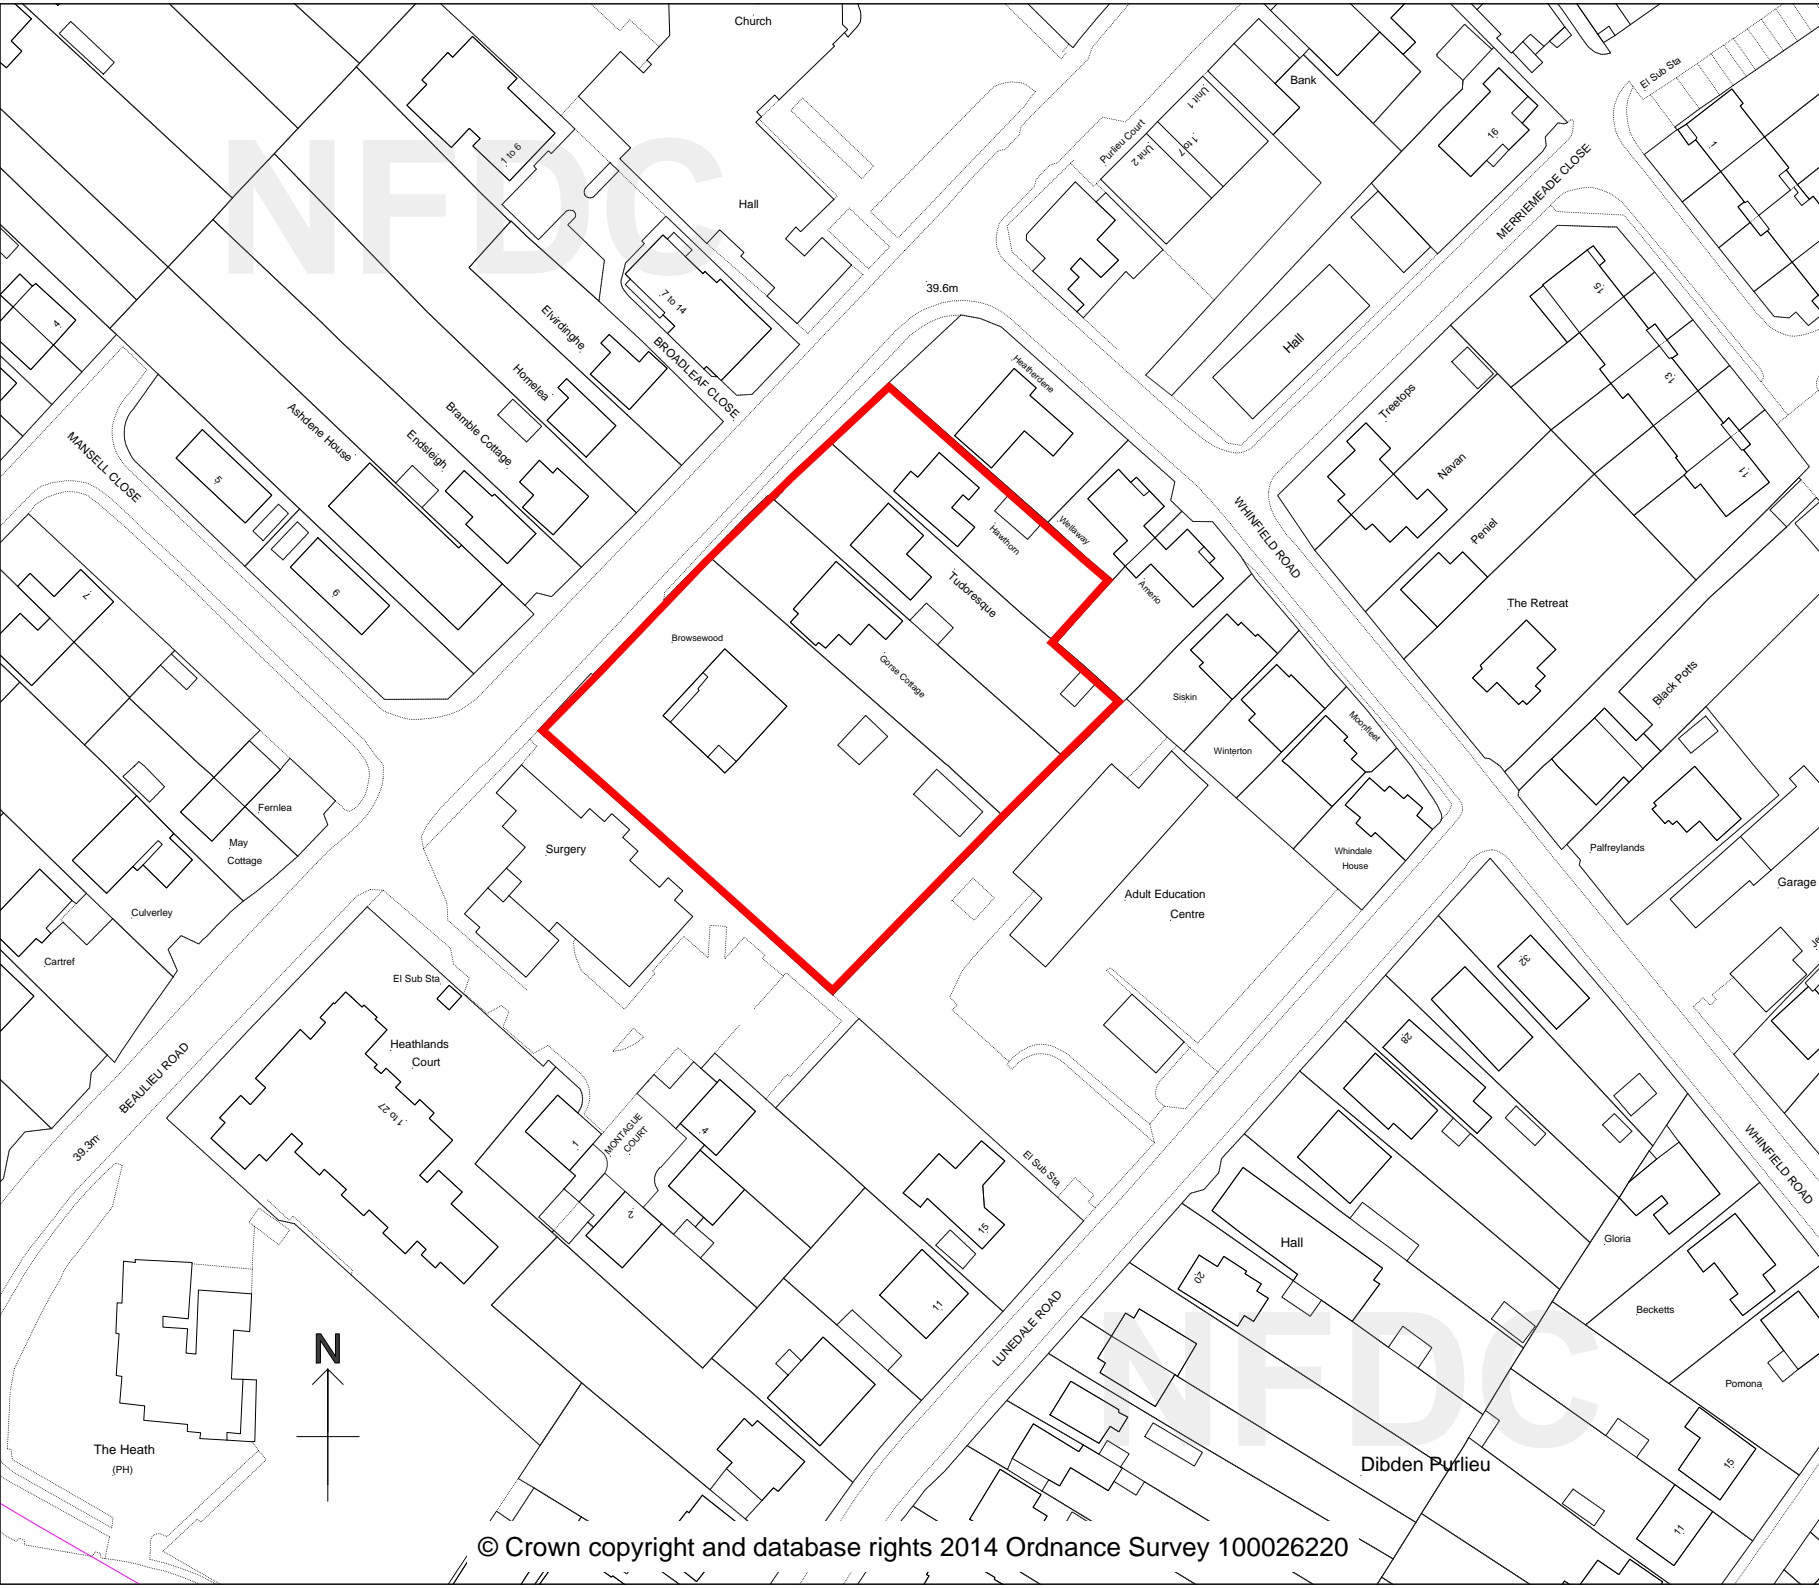 Church
El Sub Sta
Bank
Unit 1
1 to 7
Unit 2
Purlieu Court
16
1
1 to 6
NFDC
Hall
MERRIEMEADE CLOSE
39.6m
7 to 14
15
Elvirdinghe
BROADLEAF CLOSE
Hall
4
Heatherdene
Homelea
13
Treetops
Bramble Cottage
Ashdene House
Endsleigh
MANSELL CLOSE
Navan
11
5
WHINFIELD ROAD
Wellaway
Hawthorn
Peniel
Tudoresque
Amerio
6
7
The Retreat
Browsewood
Gorse Cottage
Siskin
Black Potts
Moonfleet
Winterton
Fernlea
May
Cottage
Surgery
Whindale
House
Palfreylands
Garage
Adult Education
Centre
Culverley
Cartref
32
El Sub Sta
Heathlands
Court
28
BEAULIEU ROAD
1 to 27
1
MONTAGUE
COURT
4
39.3m
WHINFIELD ROAD
El Sub Sta
2
15
Hall
Gloria
20
11
Becketts
LUNEDALE ROAD
N
NFDC
Pomona
The Heath
(PH)
Dibden Purlieu
15
11
© Crown copyright and database rights 2014 Ordnance Survey 100026220